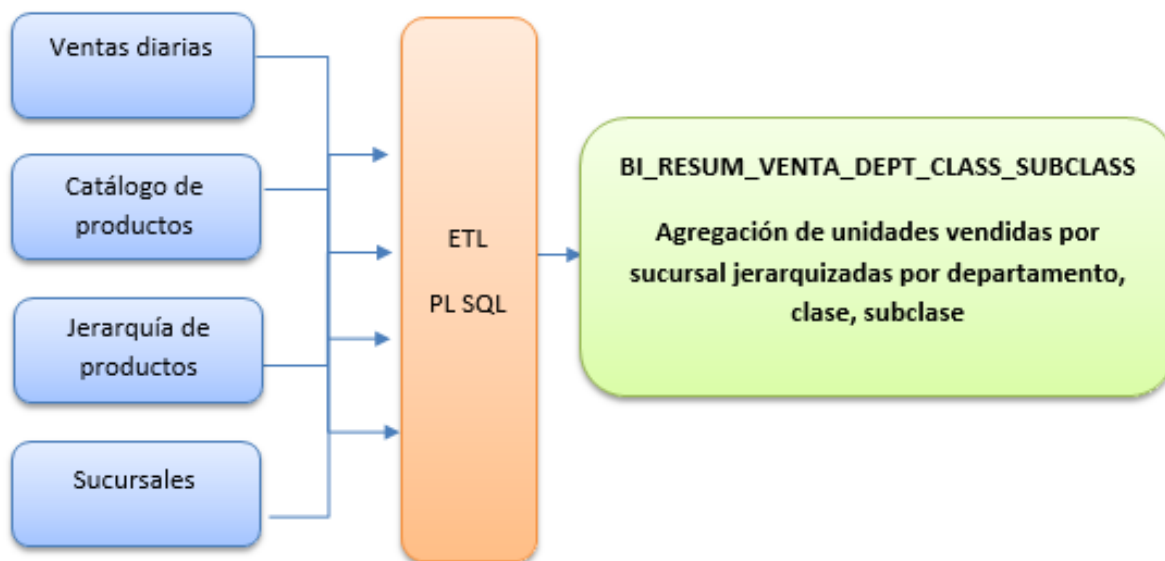 Ventas diarias
Catálogo de
productos
Jerarquía de
productos
Sucursales
ETL
PL SQL
BI_RESUM_VENTA_DEPT_CLASS_SUBCLASS
Agregación de unidades vendidas por
sucursal jerarquizadas por departamento,
clase, subclase